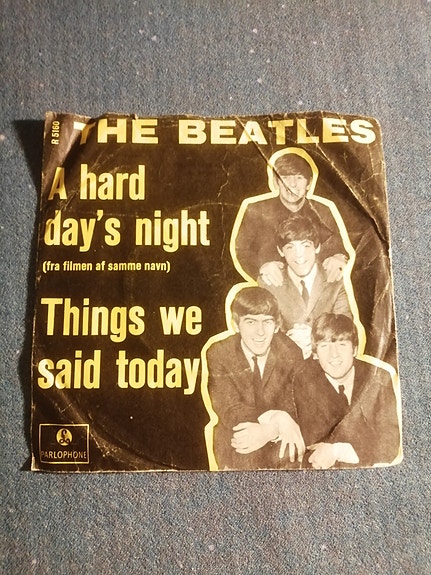 R 5160
THE BEATLES
A hard
day's night
(fra filmen af samme navn)
Things we
said today
PARLOPHONE